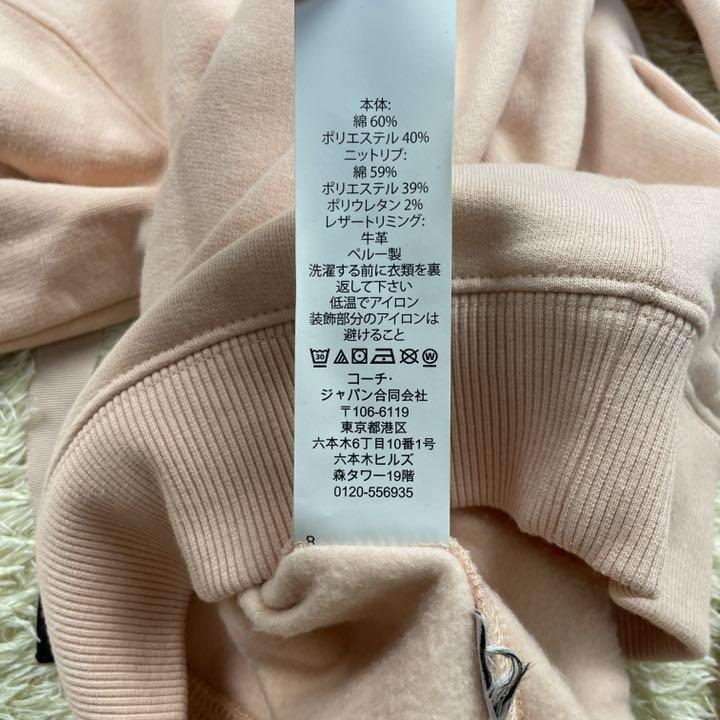 本体:
綿 60%
ポリエステル 40%
ニットリブ:
綿 59%
ポリエステル 39%
ポリウレタン 2%
レザートリミング:
牛革
ペルー製
洗濯する前に衣類を裏
返して下さい
低温でアイロン
装飾部分のアイロンは
避けること
30 W
コーチ・
ジャパン合同会社
〒106-6119
東京都港区
六本木6丁目10番1号
六本木ヒルズ
森タワー19階
0120-556935
8